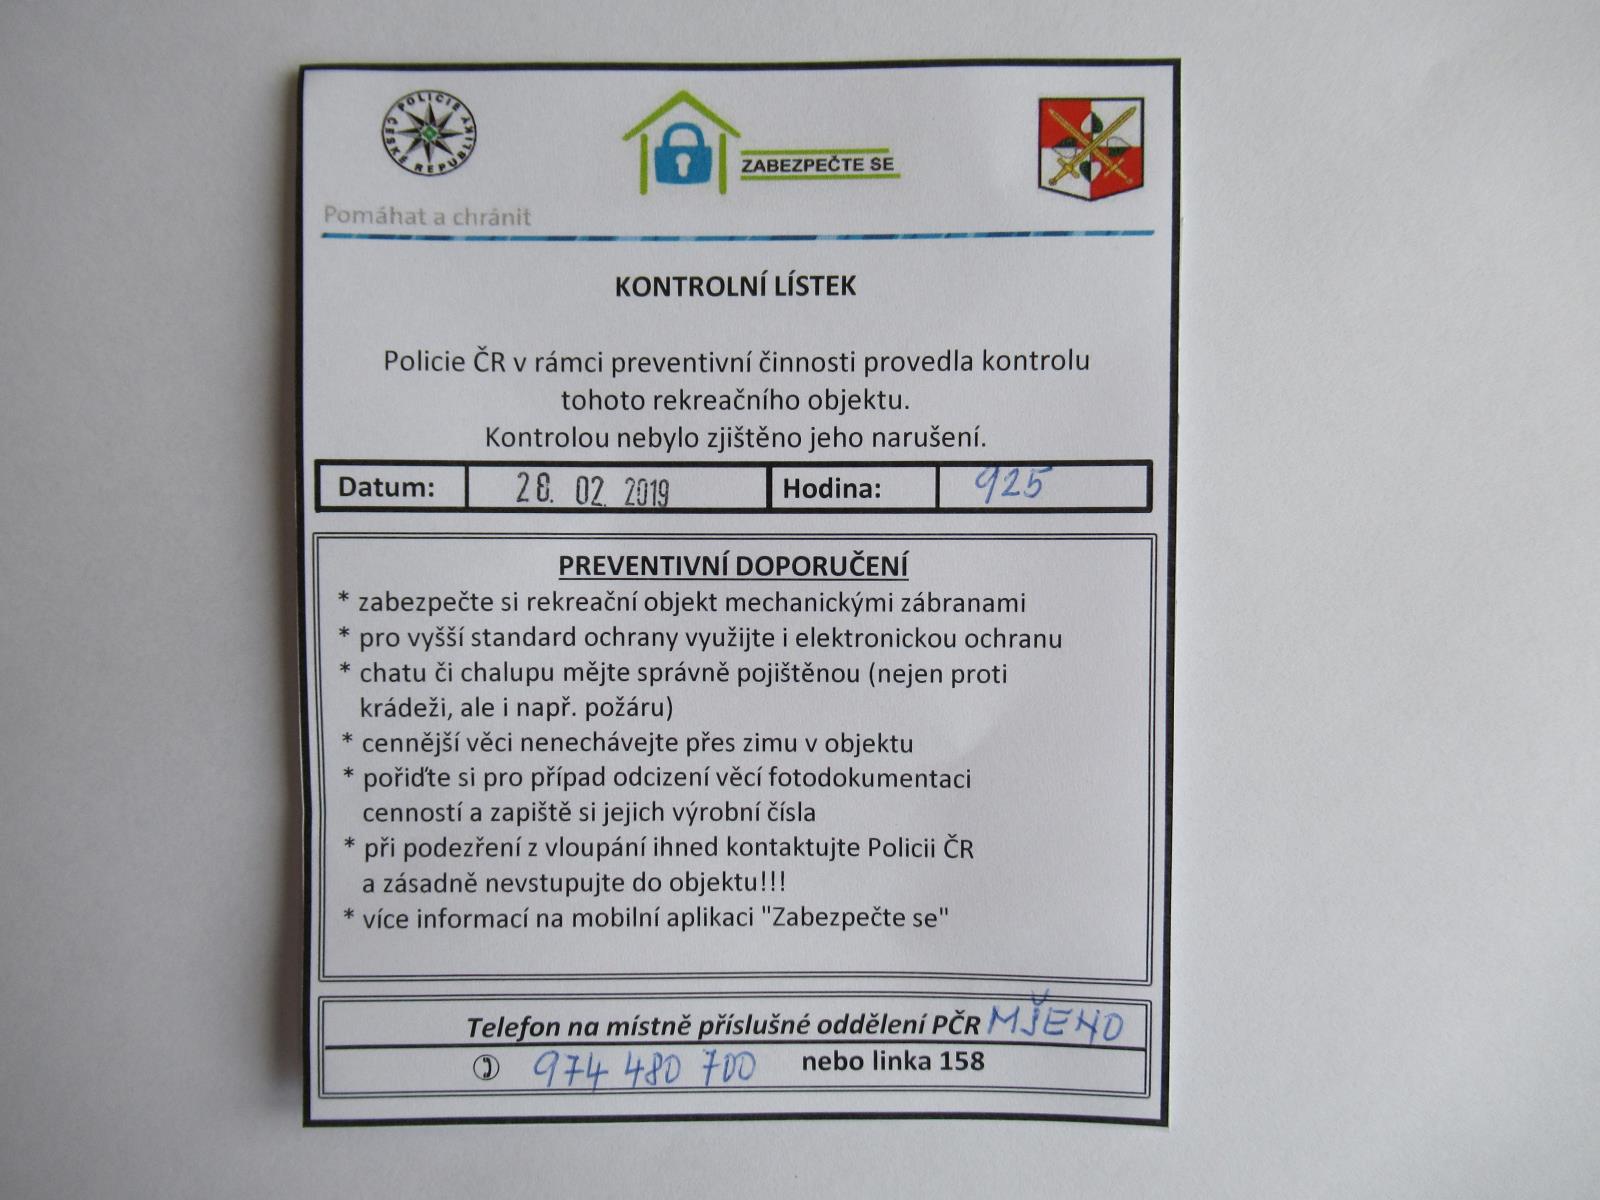 POLICIE ČESKÉ REPUBLIKY
ZABEZPEČTE SE
Pomáhat a chránit
KONTROLNÍ LÍSTEK
Policie ČR v rámci preventivní činnosti provedla kontrolu
tohoto rekreačního objektu.
Kontrolou nebylo zjištěno jeho narušení.
Datum: 28. 02. 2019 Hodina: 925
PREVENTIVNÍ DOPORUČENÍ
* zabezpečte si rekreační objekt mechanickými zábranami
* pro vyšší standard ochrany využijte i elektronickou ochranu
* chatu či chalupu mějte správně pojištěnou (nejen proti
krádeži, ale i např. požáru)
* cennější věci nenechávejte přes zimu v objektu
* pořiďte si pro případ odcizení věcí fotodokumentaci
cenností a zapiště si jejich výrobní čísla
* při podezření z vloupání ihned kontaktujte Policii ČR
a zásadně nevstupujte do objektu!!!
* více informací na mobilní aplikaci "Zabezpečte se"
Telefon na místně příslušné oddělení PČR MŠENO
974 480 700 nebo linka 158